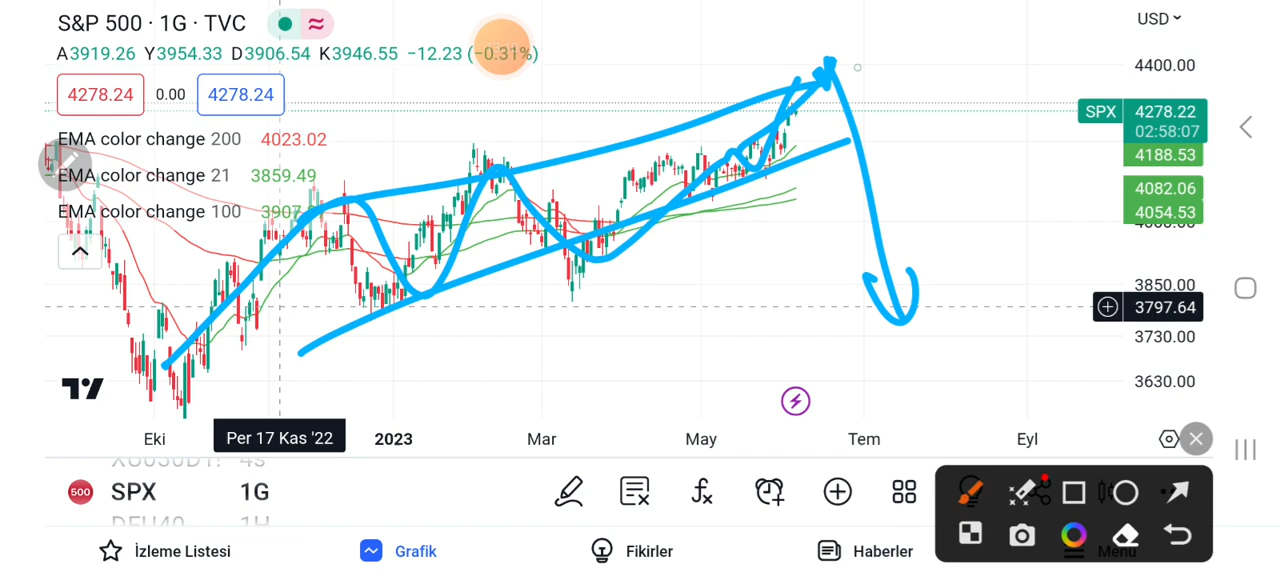 S&P 500 · 1G · TVC
USD
A3919.26 Y3954.33 D3906.54 K3946.55 −12.23 (−0.31%)
4400.00
4278.24 0.00 4278.24
SPX 4278.22
02:58:07
EMA color change 200 4023.02
4188.53
EMA color change 21 3859.49
4082.06
EMA color change 100
4054.53
3850.00
3797.64
3730.00
3630.00
Eki Per 17 Kas '22 2023 Mar May Tem Eyl
500 SPX 1G
İzleme Listesi Grafik Fikirler Haberler Menü